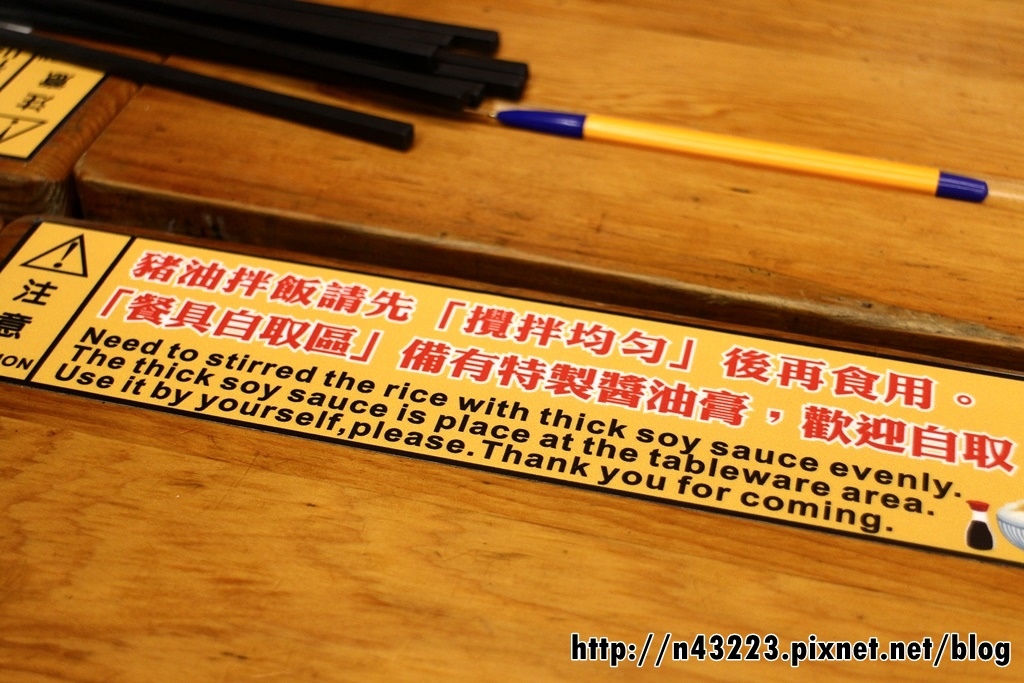 注意
豬油拌飯請先「攪拌均勻」後再食用。
「餐具自取區」備有特製醬油膏，歡迎自取
Need to stirred the rice with thick soy sauce evenly.
The thick soy sauce is place at the tableware area.
Use it by yourself,please.Thank you for coming.
注意
http://n43223.pixnet.net/blog